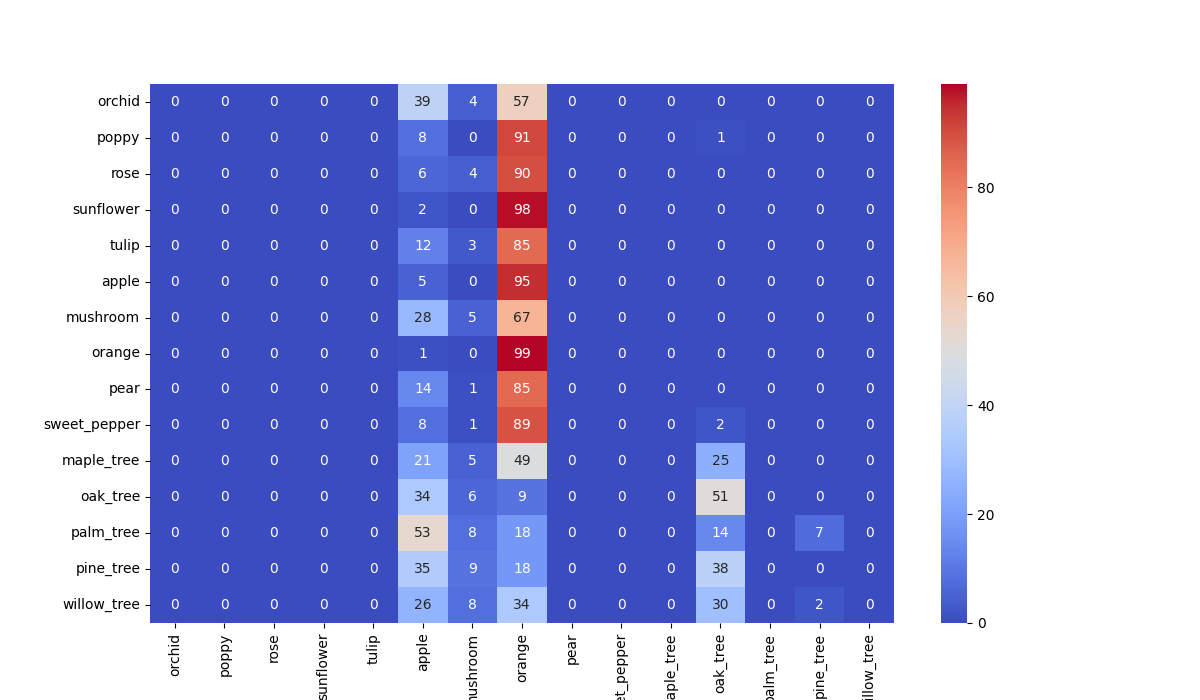 orchid 0 0 0 0 0 39 4 57 0 0 0 0 0 0 0
poppy 0 0 0 0 0 8 0 91 0 0 0 1 0 0 0
rose 0 0 0 0 0 6 4 90 0 0 0 0 0 0 0
sunflower 0 0 0 0 0 2 0 98 0 0 0 0 0 0 0
tulip 0 0 0 0 0 12 3 85 0 0 0 0 0 0 0
apple 0 0 0 0 0 5 0 95 0 0 0 0 0 0 0
mushroom 0 0 0 0 0 28 5 67 0 0 0 0 0 0 0
orange 0 0 0 0 0 1 0 99 0 0 0 0 0 0 0
pear 0 0 0 0 0 14 1 85 0 0 0 0 0 0 0
sweet_pepper 0 0 0 0 0 8 1 89 0 0 0 2 0 0 0
maple_tree 0 0 0 0 0 21 5 49 0 0 0 25 0 0 0
oak_tree 0 0 0 0 0 34 6 9 0 0 0 51 0 0 0
palm_tree 0 0 0 0 0 53 8 18 0 0 0 14 0 7 0
pine_tree 0 0 0 0 0 35 9 18 0 0 0 38 0 0 0
willow_tree 0 0 0 0 0 26 8 34 0 0 0 30 0 2 0
orchid
poppy
rose
sunflower
tulip
apple
ushroom
orange
pear
et_pepper
aple_tree
oak_tree
palm_tree
pine_tree
illow_tree
80
60
40
20
0